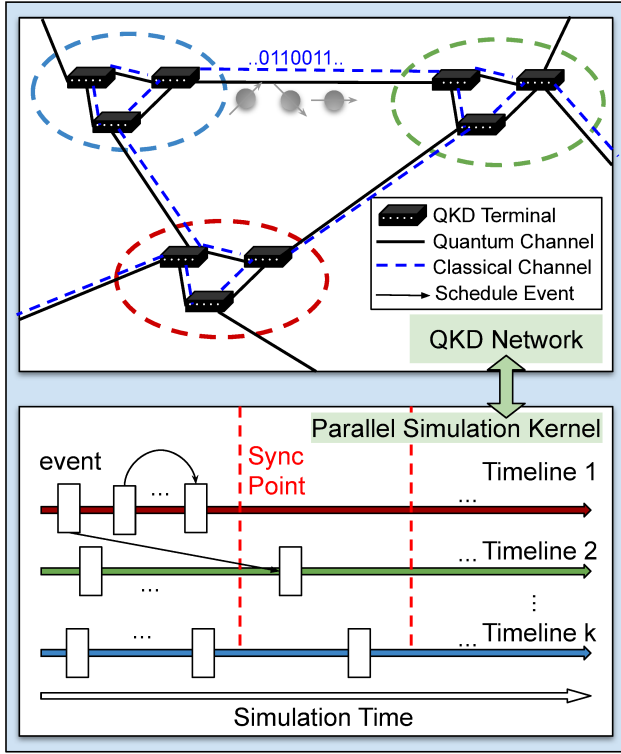 ..0110011..
QKD Terminal
Quantum Channel
Classical Channel
Schedule Event
QKD Network
Parallel Simulation Kernel
event
Sync
Point
...
...
Timeline 1
...
...
Timeline 2
...
...
...
Timeline k
Simulation Time